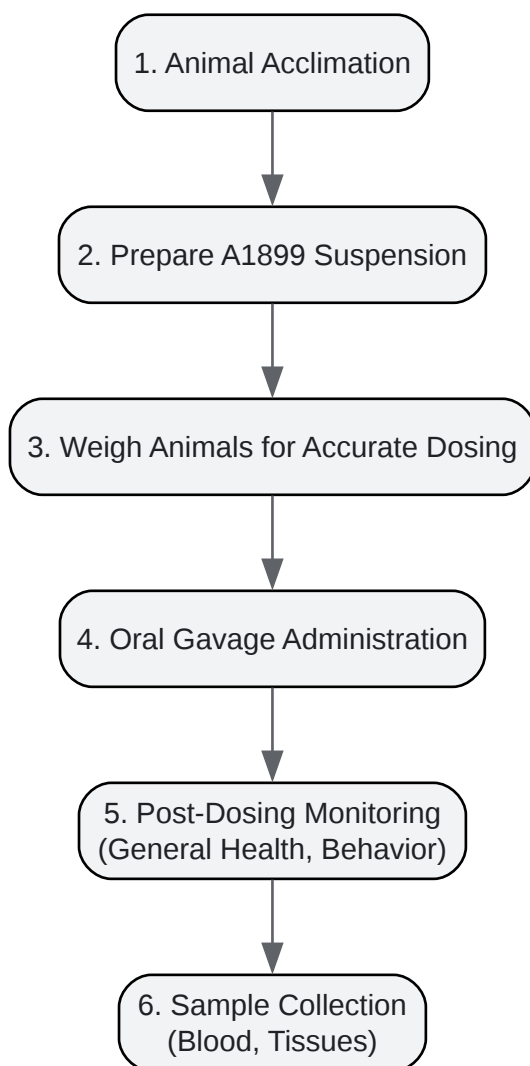 1. Animal Acclimation
2. Prepare A1899 Suspension
3. Weigh Animals for Accurate Dosing
4. Oral Gavage Administration
5. Post-Dosing Monitoring
(General Health, Behavior)
6. Sample Collection
(Blood, Tissues)